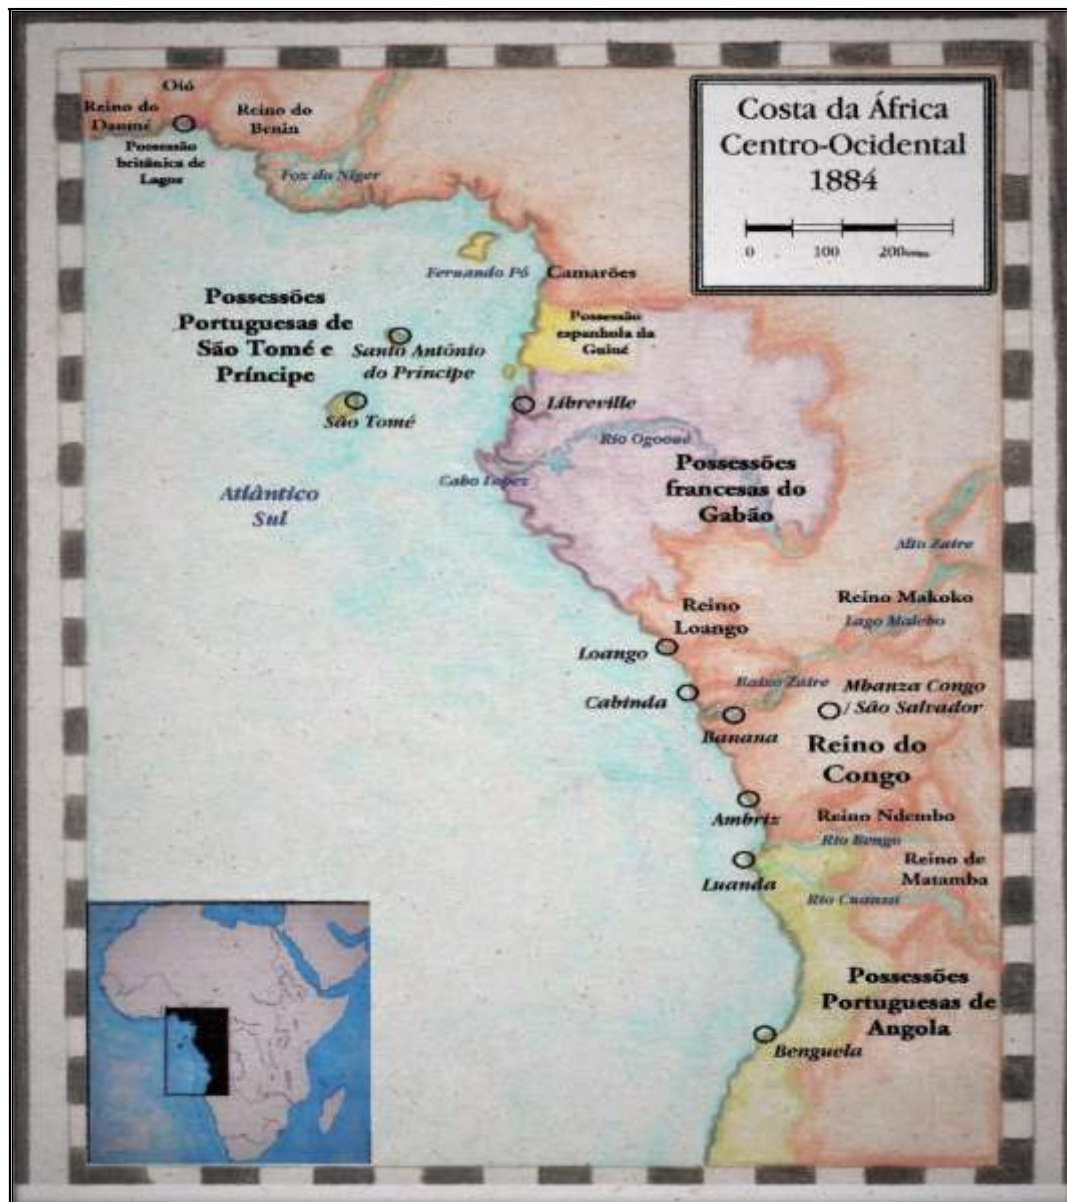 Costa da África
Centro-Ocidental
1884
0 100 200
Oió
Reino do
Daomé
Reino do
Benin
Possessão
britânica de
Lagos
Foz do Níger
Fernando Pó
Camarões
Possessão
espanhola da
Guiné
Possessões
Portuguesas de
São Tomé e
Príncipe
Santo Antônio
do Príncipe
São Tomé
Libreville
Rio Ogooué
Cabo Lopez
Possessões
francesas do
Gabão
Atlântico
Sul
Alto Zaire
Reino Makoko
Lago Malebo
Reino
Loango
Loango
Baixo Zaire
Cabinda
Mbanza Congo
/ São Salvador
Banana
Reino do
Congo
Ambriz
Reino Ndembo
Rio Bengo
Luanda
Reino de
Matamba
Rio Cuanza
Possessões
Portuguesas de
Angola
Benguela